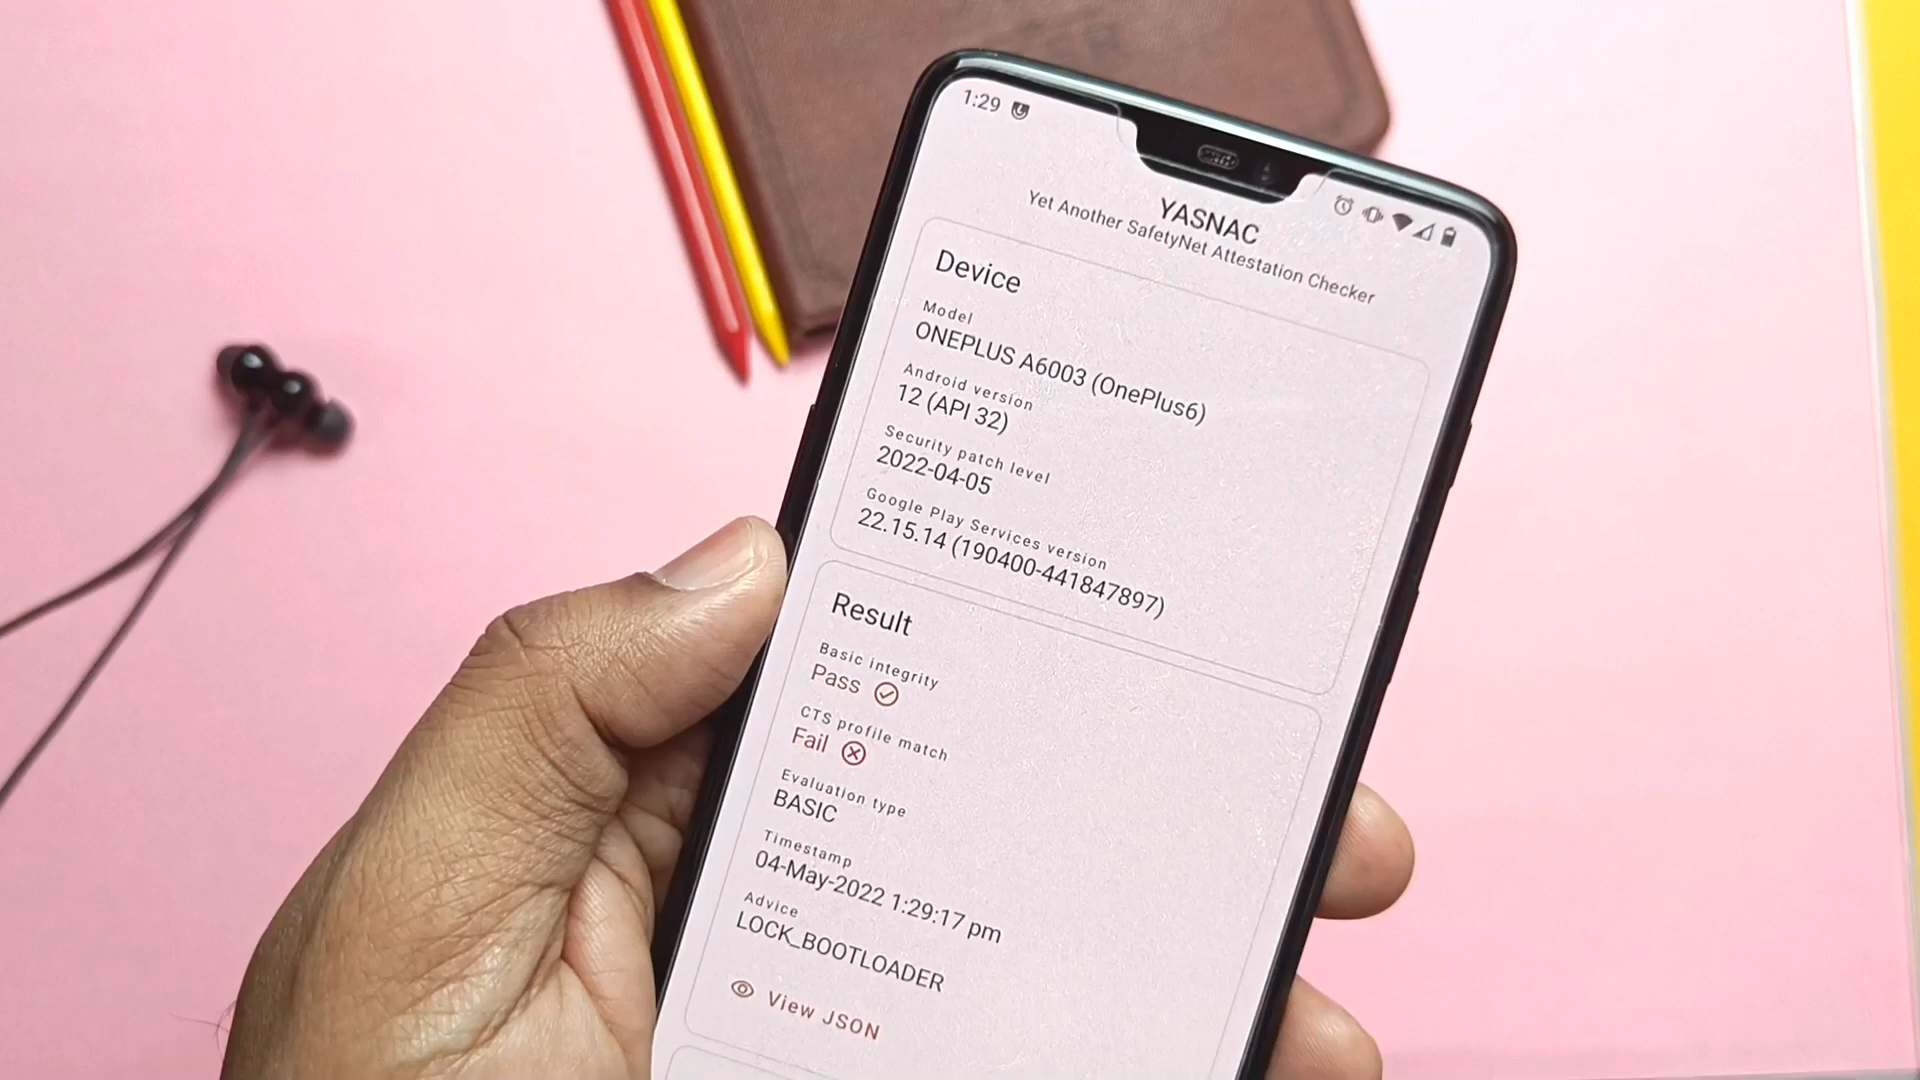 1:29
YASNAC
Yet Another SafetyNet Attestation Checker
Device
Model
ONEPLUS A6003 (OnePlus6)
Android version
12 (API 32)
Security patch level
2022-04-05
Google Play Services version
22.15.14 (190400-441847897)
Result
Basic integrity
Pass
CTS profile match
Fail
Evaluation type
BASIC
Timestamp
04-May-2022 1:29:17 pm
Advice
LOCK_BOOTLOADER
View JSON